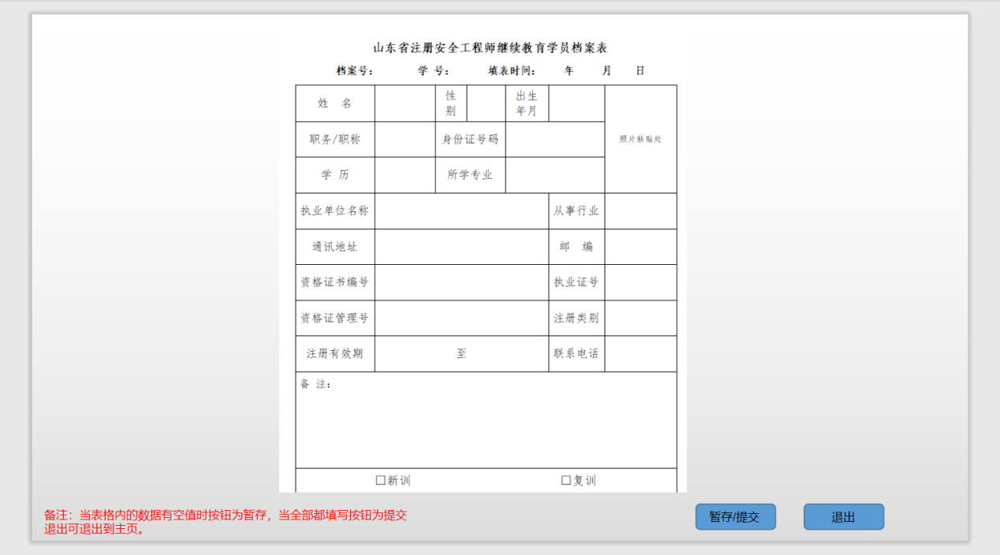 山东省注册安全工程师继续教育学员档案表
档案号： 学 号： 填表时间： 年 月 日
姓 名 性别 出生年月
照片粘贴处
职务/职称 身份证号码
学 历 所学专业
执业单位名称 从事行业
通讯地址 邮 编
资格证书编号 执业证号
资格证管理号 注册类别
注册有效期 至 联系电话
备 注：
□新训 □复训
备注：当表格内的数据有空值时按钮为暂存，当全部都填写按钮为提交
退出可退出到主页。
暂存/提交 退出